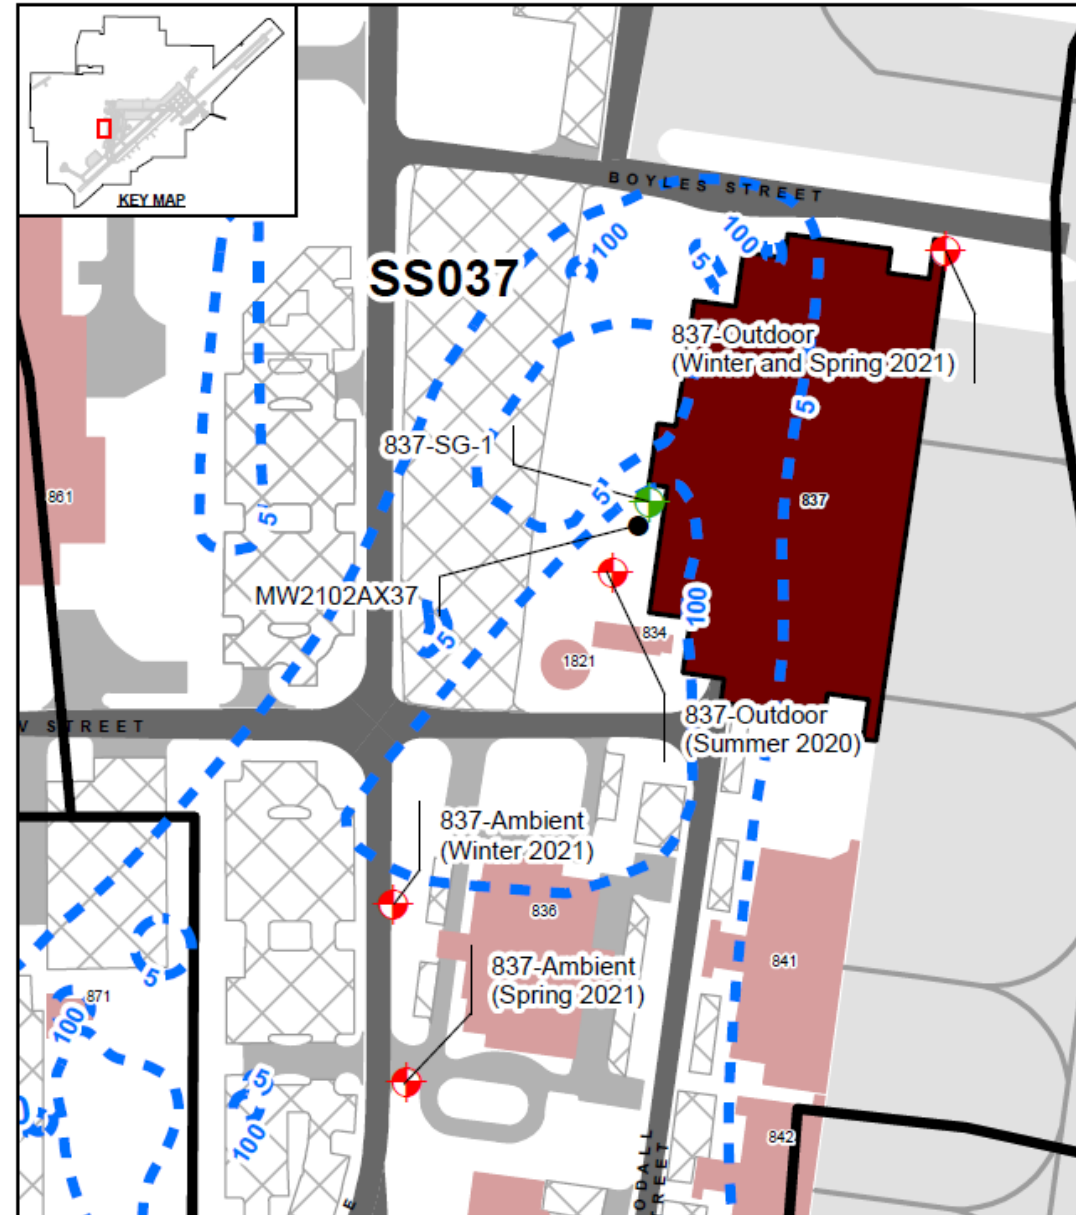 KEY MAP
BOYLES STREET
100
100
5
SS037
837-Outdoor
(Winter and Spring 2021)
5
837-SG-1
861
5
5
837
MW2102AX37
5
100
834
1821
V STREET
837-Outdoor
(Summer 2020)
837-Ambient
(Winter 2021)
836
837-Ambient
(Spring 2021)
841
5
871
100
5
100
842
ODALL
REET
E